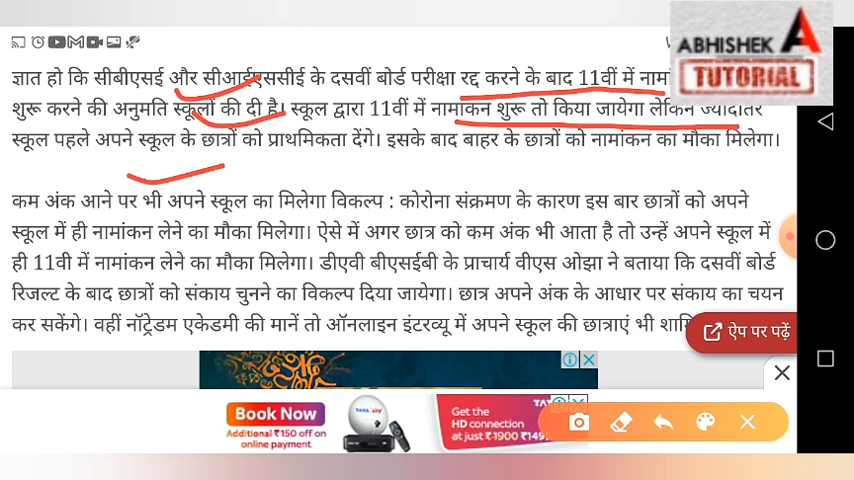 ABHISHEK A
TUTORIAL
ज्ञात हो कि सीबीएसई और सीआईएससीई के दसवीं बोर्ड परीक्षा रद्द करने के बाद 11वीं में
शुरू करने की अनुमति स्कूलों की दी है। स्कूल द्वारा 11वीं में नामांकन शुरू तो किया जायेगा लेकिन ज्यादातर
स्कूल पहले अपने स्कूल के छात्रों को प्राथमिकता देंगे। इसके बाद बाहर के छात्रों को नामांकन का मौका मिलेगा।
कम अंक आने पर भी अपने स्कूल का मिलेगा विकल्प : कोरोना संक्रमण के कारण इस बार छात्रों को अपने
स्कूल में ही नामांकन लेने का मौका मिलेगा। ऐसे में अगर छात्र को कम अंक भी आता है तो उन्हें अपने स्कूल में
ही 11वी में नामांकन लेने का मौका मिलेगा। डीएवी बीएसईबी के प्राचार्य वीएस ओझा ने बताया कि दसवीं बोर्ड
रिजल्ट के बाद छात्रों को संकाय चुनने का विकल्प दिया जायेगा। छात्र अपने अंक के आधार पर संकाय का चयन
कर सकेंगे। वहीं नॉट्रेडम एकेडमी की मानें तो ऑनलाइन इंटरव्यू में अपने स्कूल की छात्राएं भी
ऐप पर पढ़ें
Book Now
Additional ₹150 off on
online payment
TATA sky
Get the
HD connection
at just ₹1900 ₹149